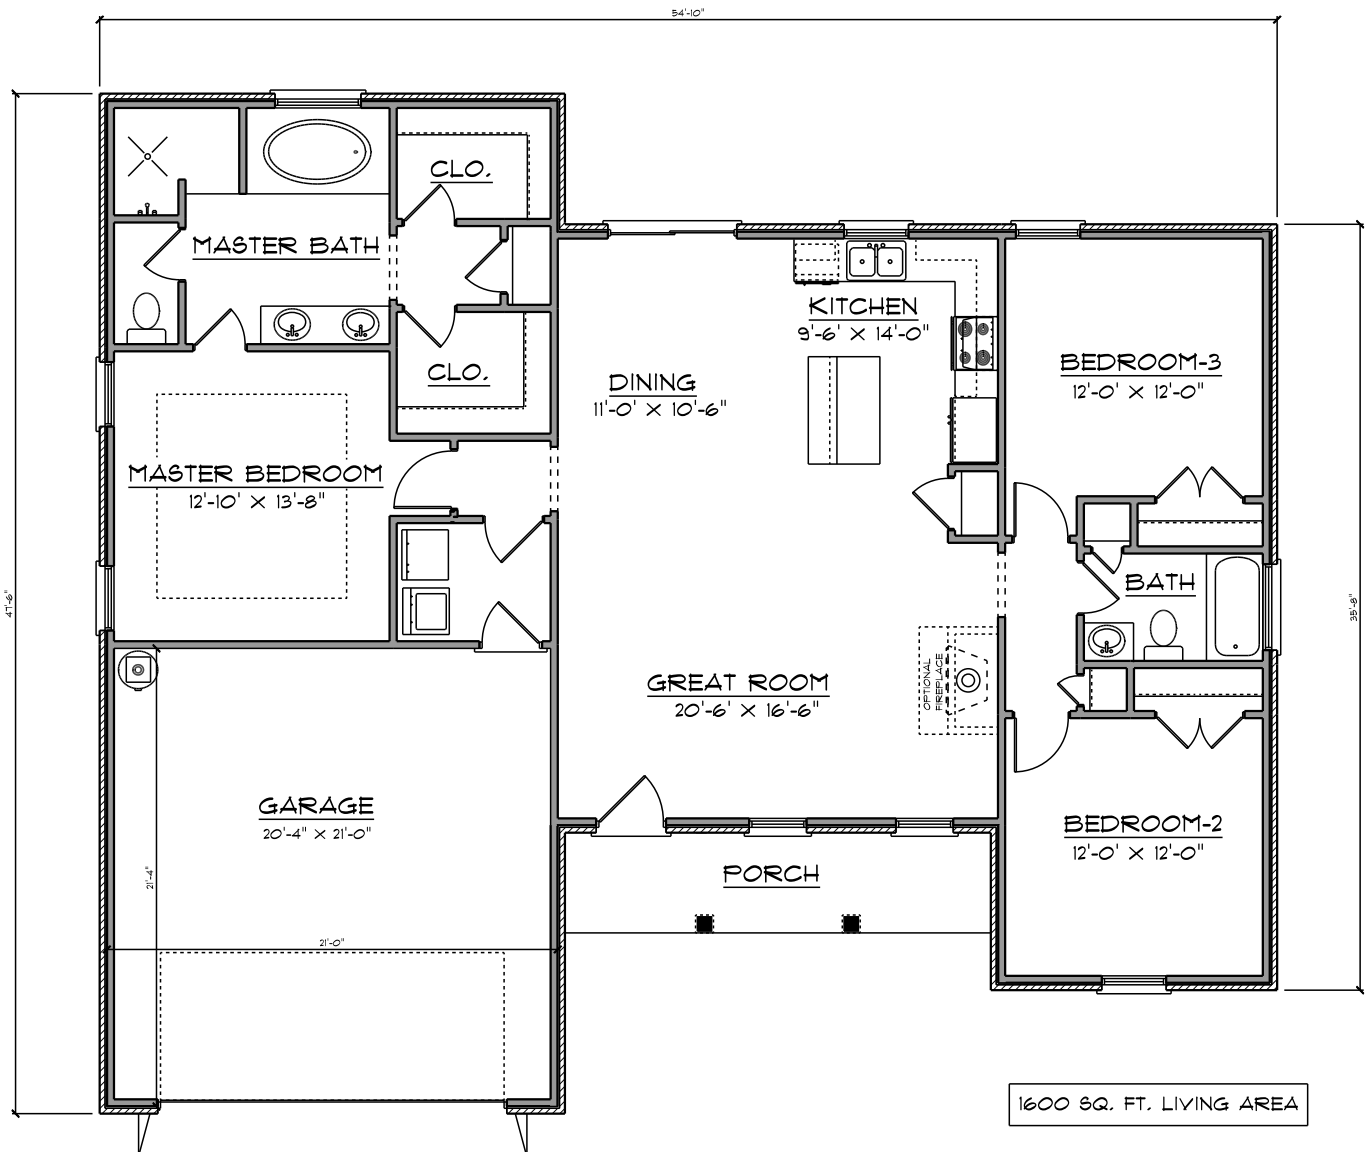 54'-10"
CLO.
MASTER BATH
KITCHEN
9'-6' X 14'-0"
BEDROOM-3
12'-0' X 12'-0"
DINING
11'-0' X 10'-6"
CLO.
MASTER BEDROOM
12'-10' X 13'-8"
47'-6"
35'-8"
BATH
GREAT ROOM
20'-6' X 16'-6"
OPTIONAL
FIREPLACE
GARAGE
20'-4" X 21'-0"
BEDROOM-2
12'-0' X 12'-0"
PORCH
21'-4"
21'-0"
1600 SQ. FT. LIVING AREA